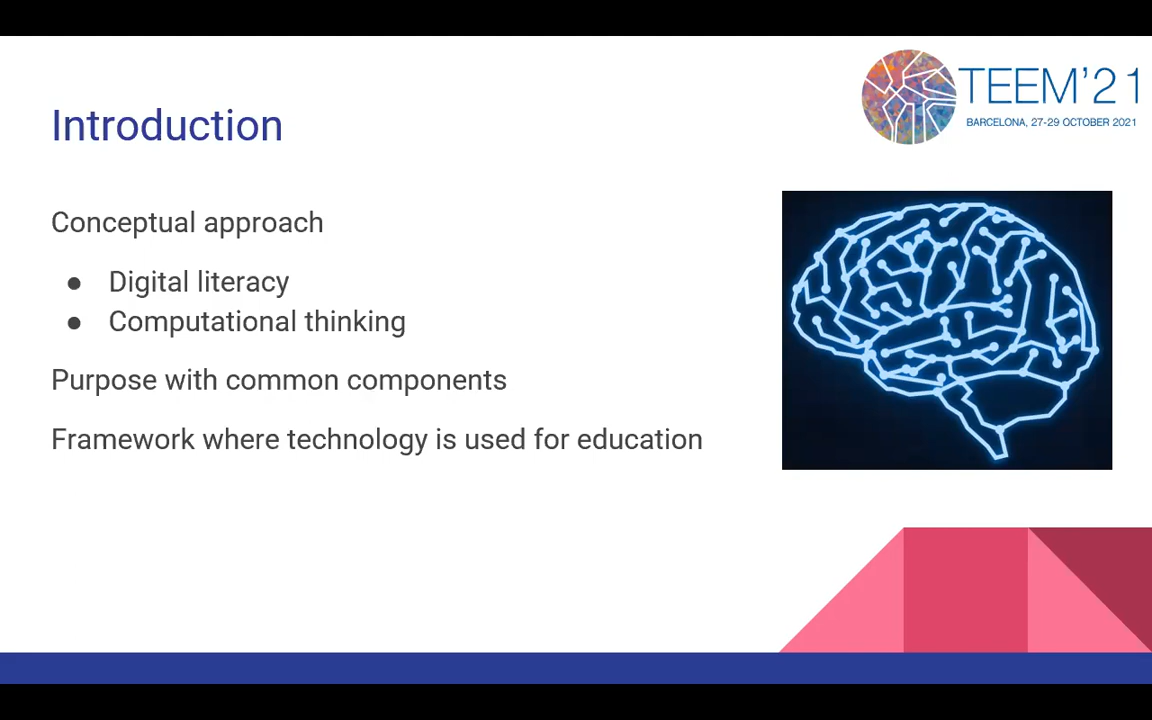 TEEM'21
BARCELONA, 27-29 OCTOBER 2021
Introduction
Conceptual approach
● Digital literacy
● Computational thinking
Purpose with common components
Framework where technology is used for education